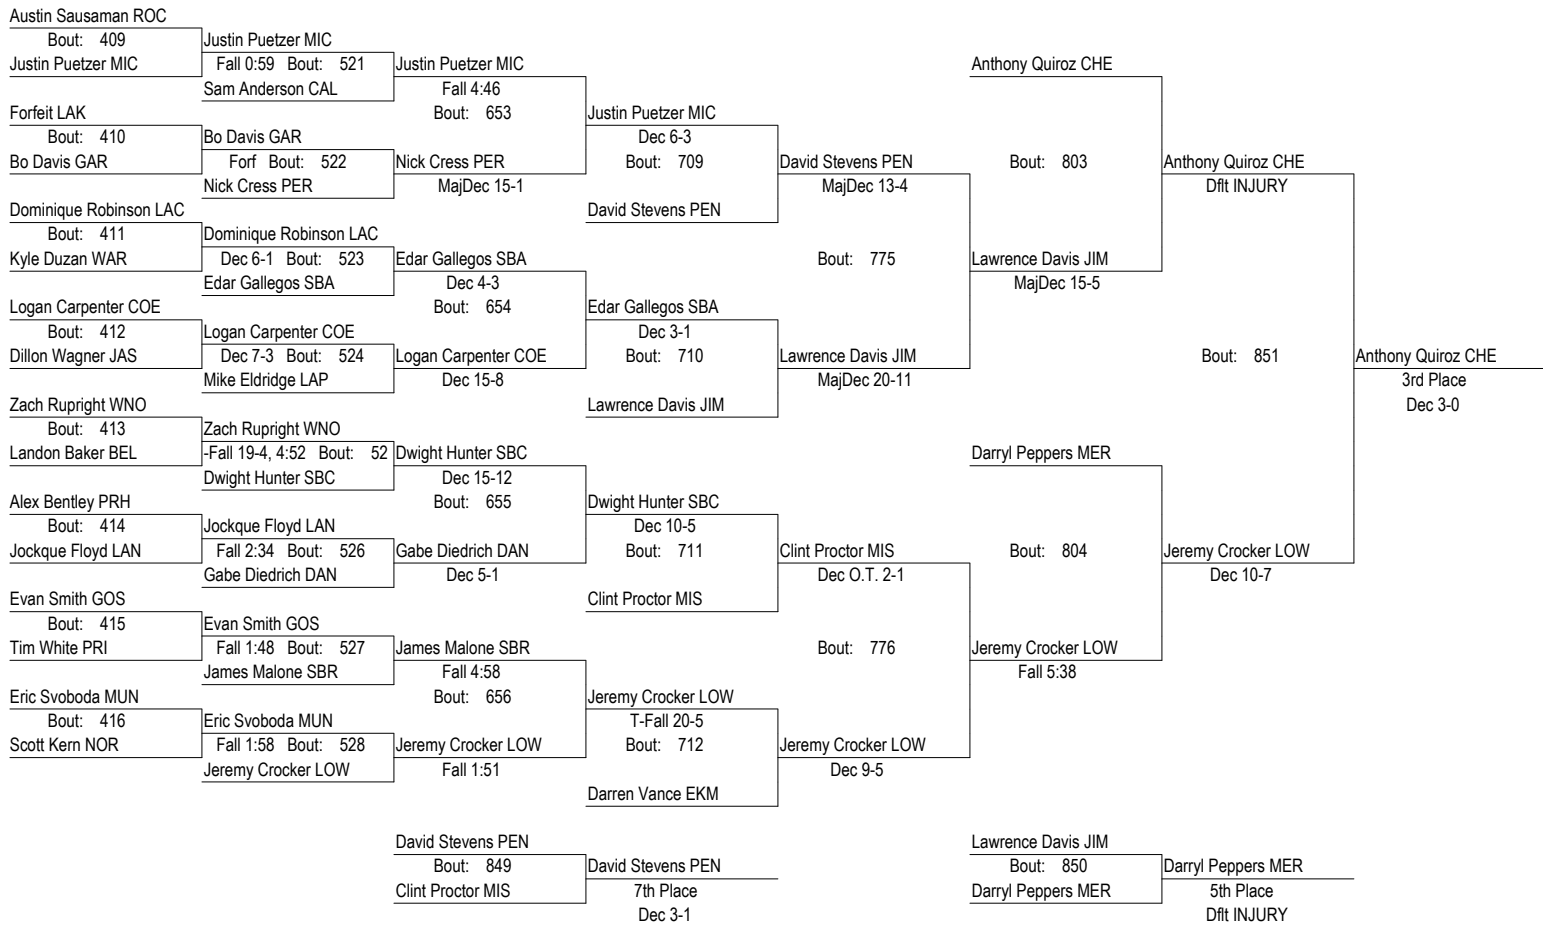 Austin Sausaman ROC
Bout: 409
Justin Puetzer MIC
Justin Puetzer MIC
Fall 0:59 Bout: 521
Justin Puetzer MIC
Anthony Quiroz CHE
Sam Anderson CAL
Fall 4:46
Forfeit LAK
Bout: 653
Justin Puetzer MIC
Bout: 410
Bo Davis GAR
Dec 6-3
Bo Davis GAR
Forf Bout: 522
Nick Cress PER
Bout: 709
David Stevens PEN
Bout: 803
Anthony Quiroz CHE
Nick Cress PER
MajDec 15-1
MajDec 13-4
Dflt INJURY
Dominique Robinson LAC
David Stevens PEN
Bout: 411
Dominique Robinson LAC
Kyle Duzan WAR
Dec 6-1 Bout: 523
Edar Gallegos SBA
Bout: 775
Lawrence Davis JIM
Edar Gallegos SBA
Dec 4-3
MajDec 15-5
Logan Carpenter COE
Bout: 654
Edar Gallegos SBA
Bout: 412
Logan Carpenter COE
Dec 3-1
Dillon Wagner JAS
Dec 7-3 Bout: 524
Logan Carpenter COE
Bout: 710
Lawrence Davis JIM
Bout: 851
Anthony Quiroz CHE
Mike Eldridge LAP
Dec 15-8
MajDec 20-11
3rd Place
Zach Rupright WNO
Lawrence Davis JIM
Dec 3-0
Bout: 413
Zach Rupright WNO
Landon Baker BEL
-Fall 19-4, 4:52 Bout: 52
Dwight Hunter SBC
Darryl Peppers MER
Dwight Hunter SBC
Dec 15-12
Alex Bentley PRH
Bout: 655
Dwight Hunter SBC
Bout: 414
Jockque Floyd LAN
Dec 10-5
Jockque Floyd LAN
Fall 2:34 Bout: 526
Gabe Diedrich DAN
Bout: 711
Clint Proctor MIS
Bout: 804
Jeremy Crocker LOW
Gabe Diedrich DAN
Dec 5-1
Dec O.T. 2-1
Dec 10-7
Evan Smith GOS
Clint Proctor MIS
Bout: 415
Evan Smith GOS
Tim White PRI
Fall 1:48 Bout: 527
James Malone SBR
Bout: 776
Jeremy Crocker LOW
James Malone SBR
Fall 4:58
Fall 5:38
Eric Svoboda MUN
Bout: 656
Jeremy Crocker LOW
Bout: 416
Eric Svoboda MUN
T-Fall 20-5
Scott Kern NOR
Fall 1:58 Bout: 528
Jeremy Crocker LOW
Bout: 712
Jeremy Crocker LOW
Jeremy Crocker LOW
Fall 1:51
Dec 9-5
Darren Vance EKM
David Stevens PEN
Lawrence Davis JIM
Bout: 849
David Stevens PEN
Bout: 850
Darryl Peppers MER
Clint Proctor MIS
7th Place
Darryl Peppers MER
5th Place
Dec 3-1
Dflt INJURY